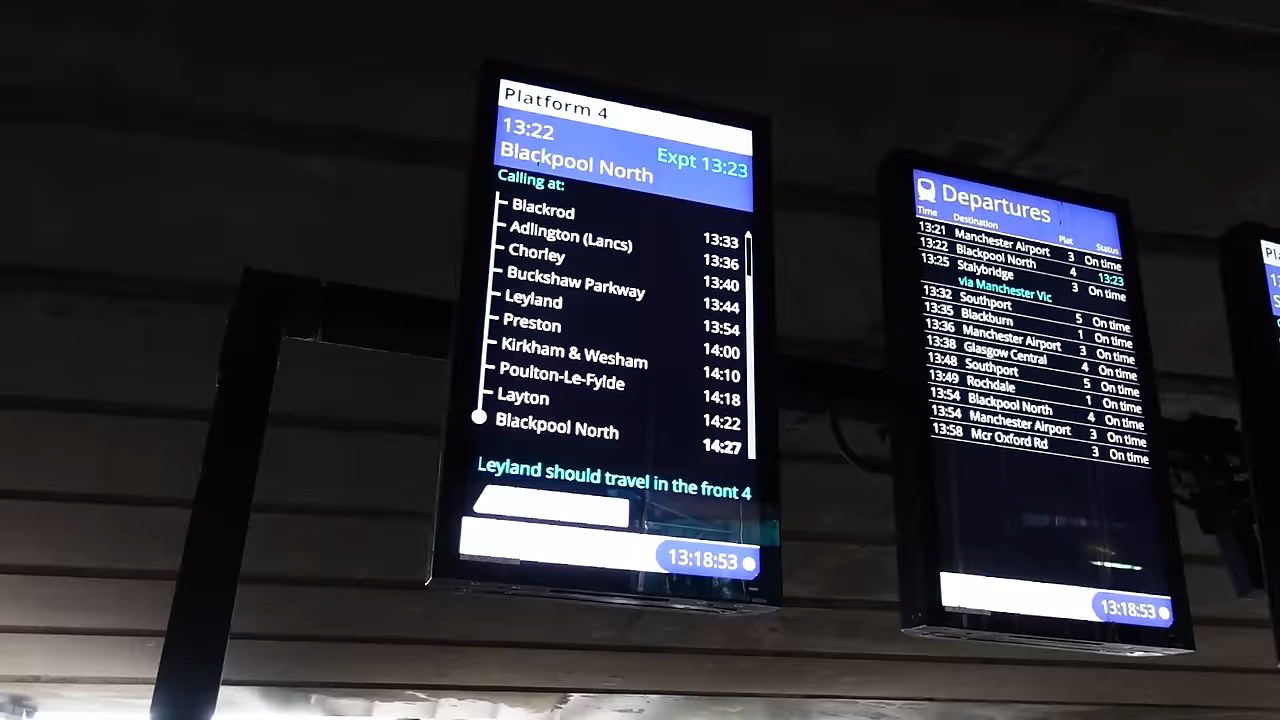 Platform 4
13:22
Blackpool North Expt 13:23
Calling at:
Blackrod 13:33
Adlington (Lancs) 13:36
Chorley 13:40
Buckshaw Parkway 13:44
Leyland 13:54
Preston 14:00
Kirkham & Wesham 14:10
Poulton-Le-Fylde 14:18
Layton 14:22
Blackpool North 14:27
Leyland should travel in the front 4
13:18:53
Departures
Time Destination Plat Status
13:21 Manchester Airport 3 On time
13:22 Blackpool North 4 13:23
13:25 Stalybridge 3 On time
via Manchester Vic
13:32 Southport 5 On time
13:35 Blackburn 1 On time
13:36 Manchester Airport 3 On time
13:38 Glasgow Central 4 On time
13:48 Southport 5 On time
13:49 Rochdale 1 On time
13:54 Blackpool North 4 On time
13:54 Manchester Airport 3 On time
13:58 Mcr Oxford Rd 3 On time
13:18:53